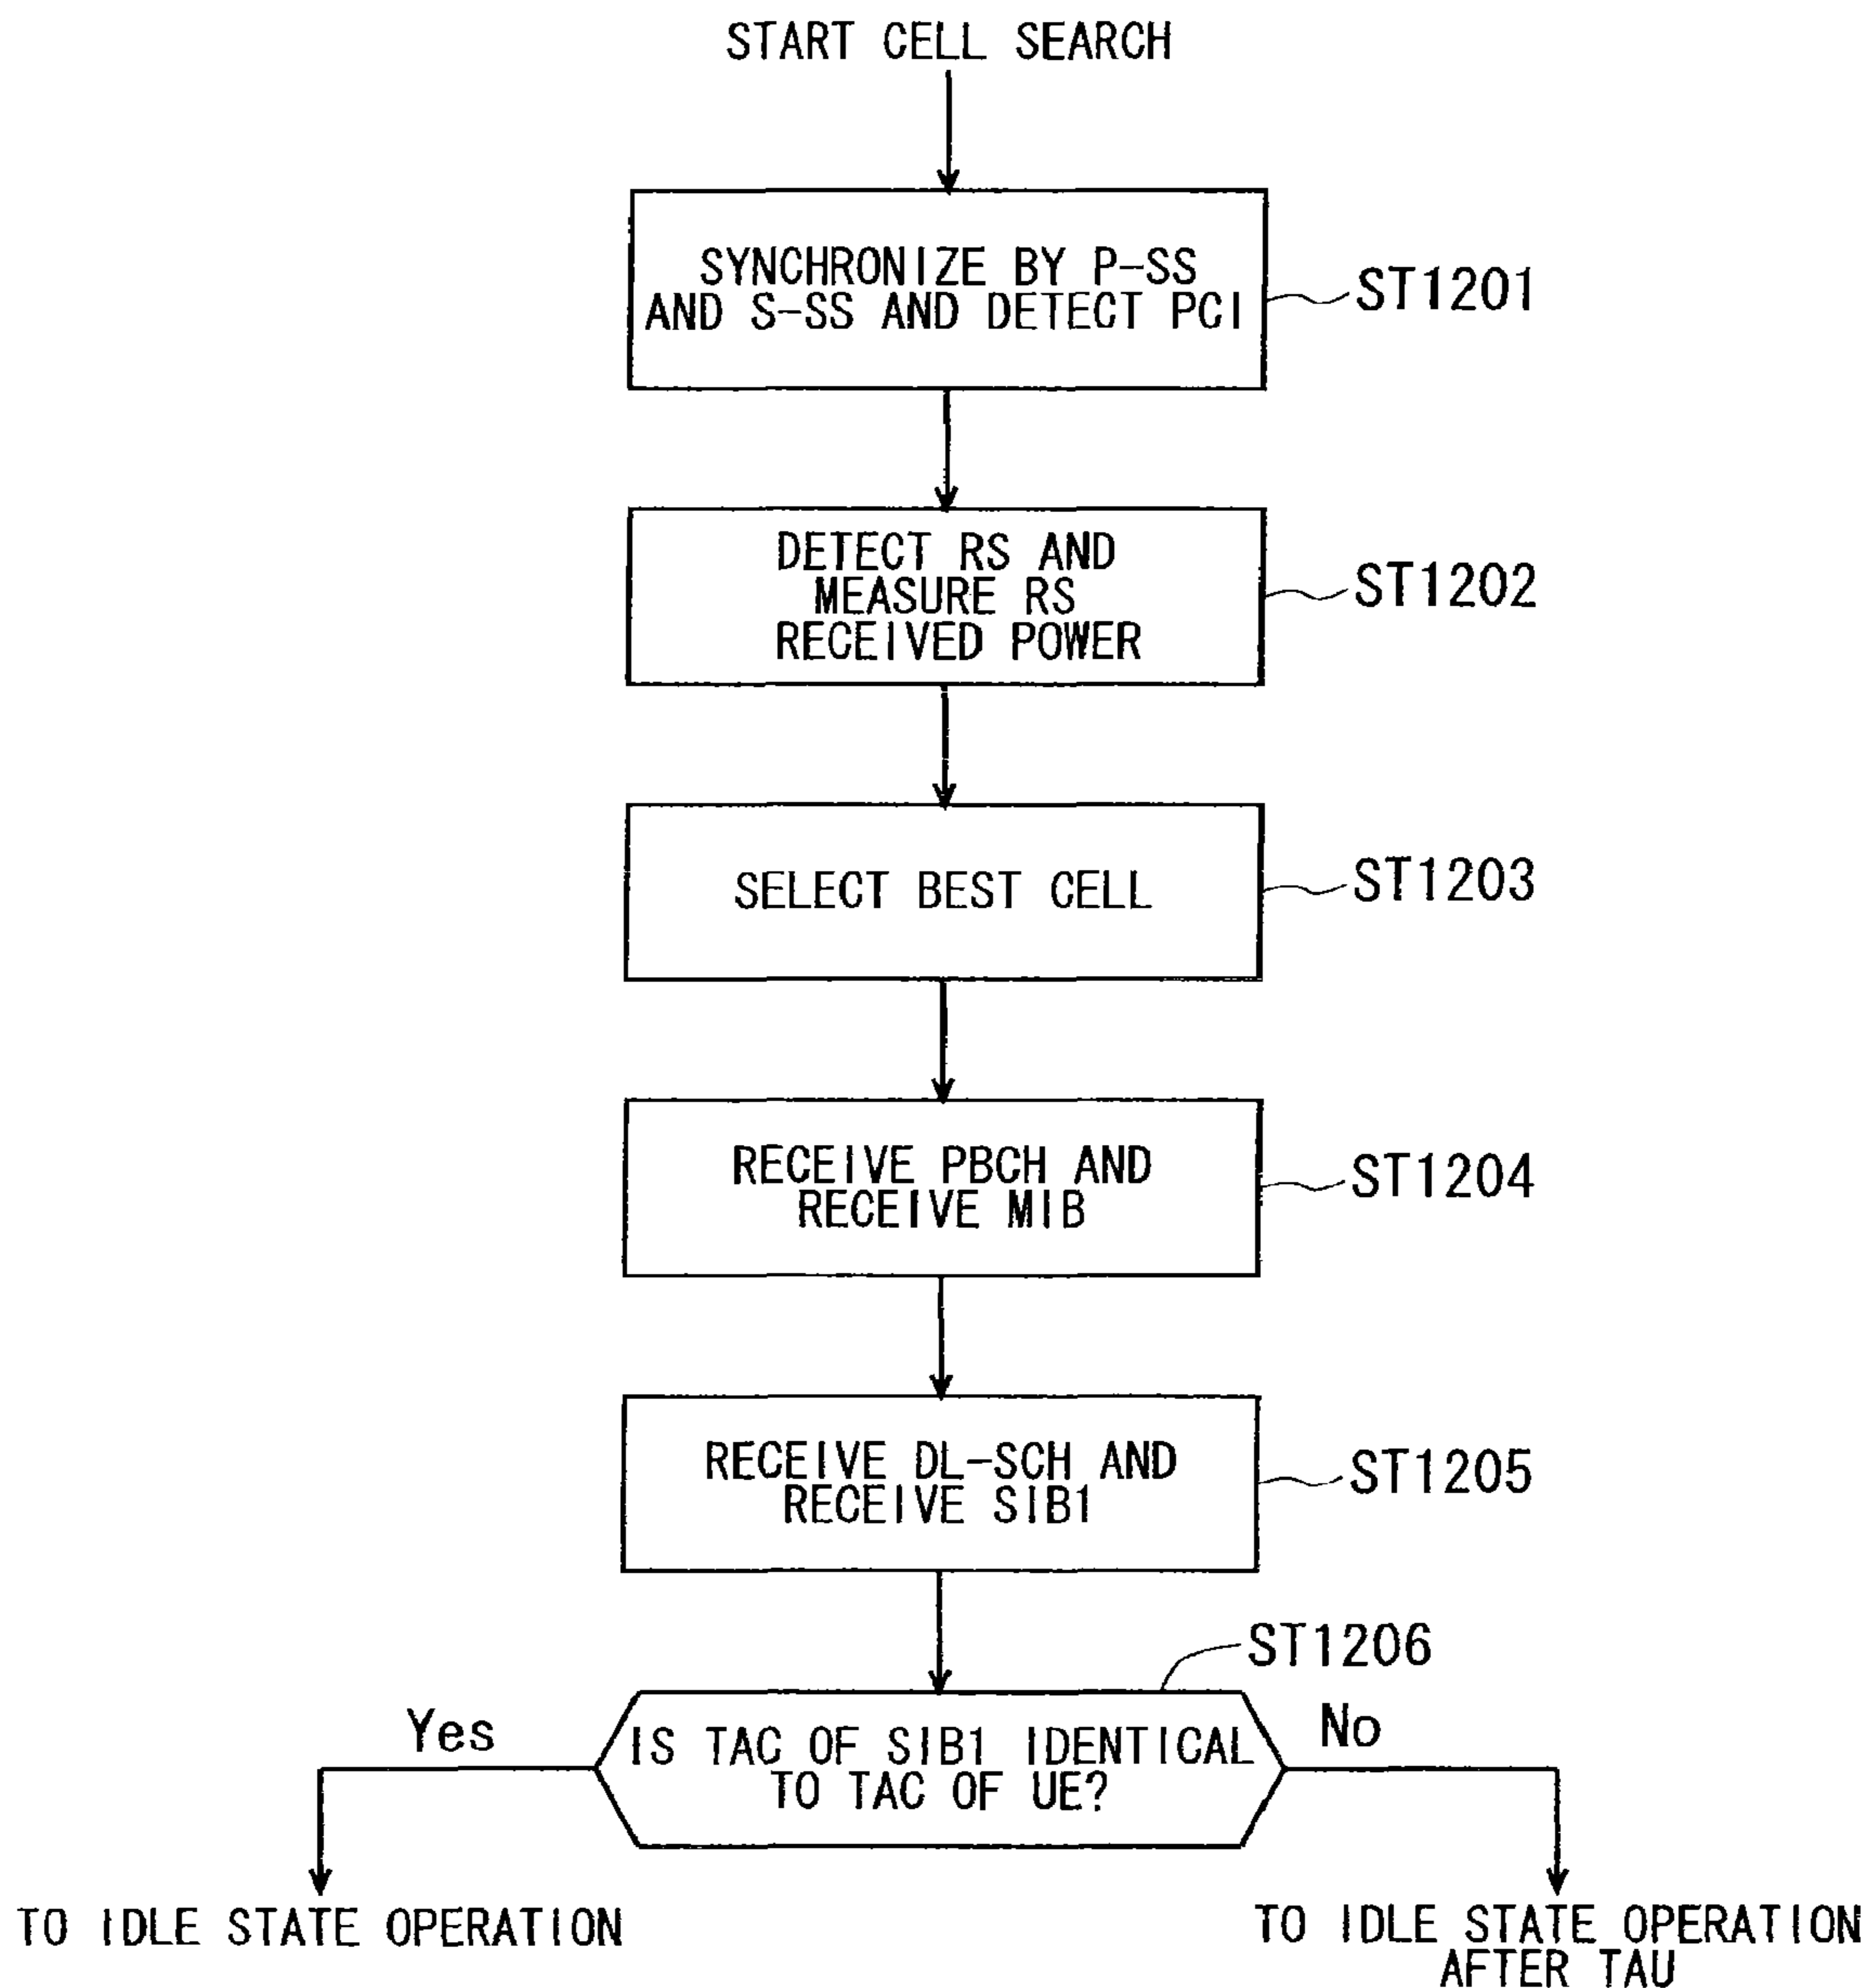 START CELL SEARCH
SYNCHRONIZE BY P-SS
AND S-SS AND DETECT PCI
ST1201
DETECT RS AND
MEASURE RS
RECEIVED POWER
ST1202
SELECT BEST CELL
ST1203
RECEIVE PBCH AND
RECEIVE MIB
ST1204
RECEIVE DL-SCH AND
RECEIVE SIB1
ST1205
ST1206
Yes
IS TAC OF SIB1 IDENTICAL
TO TAC OF UE?
No
TO IDLE STATE OPERATION
TO IDLE STATE OPERATION
AFTER TAU